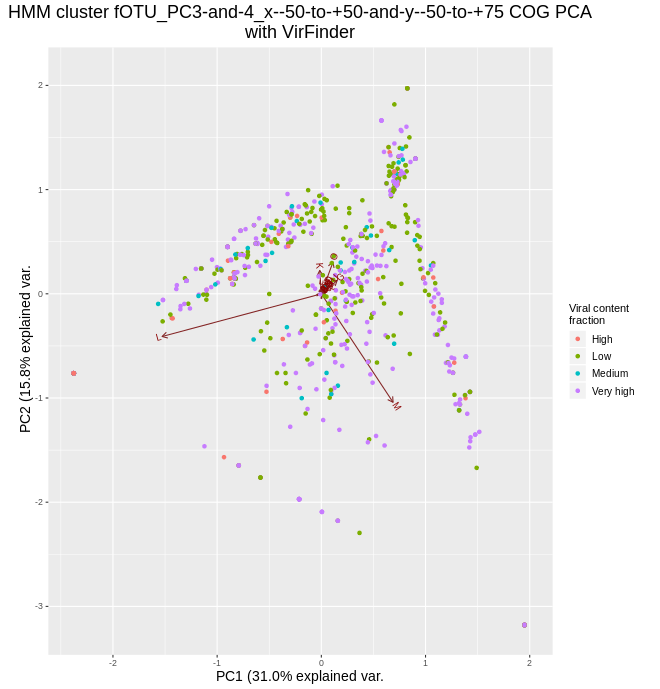 HMM cluster fOTU_PC3-and-4_x--50-to-+50-and-y--50-to-+75 COG PCA
with VirFinder
PC2 (15.8% explained var.
2
1
0
-1
-2
-3
K
L
M
-2
-1
0
1
2
PC1 (31.0% explained var.
Viral content
fraction
High
Low
Medium
Very high